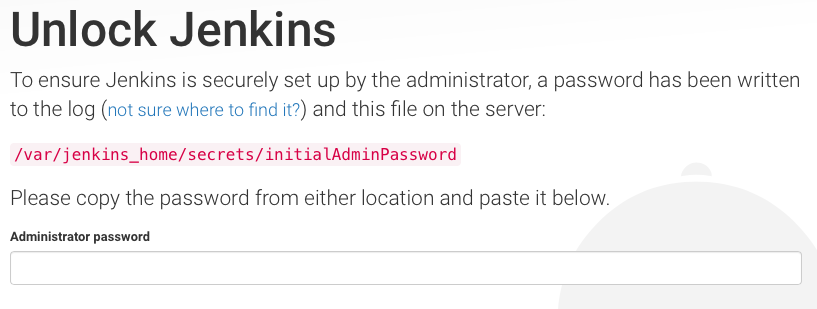 Unlock Jenkins
To ensure Jenkins is securely set up by the administrator, a password has been written
to the log (not sure where to find it?) and this file on the server:
/var/jenkins_home/secrets/initialAdminPassword
Please copy the password from either location and paste it below.
Administrator password